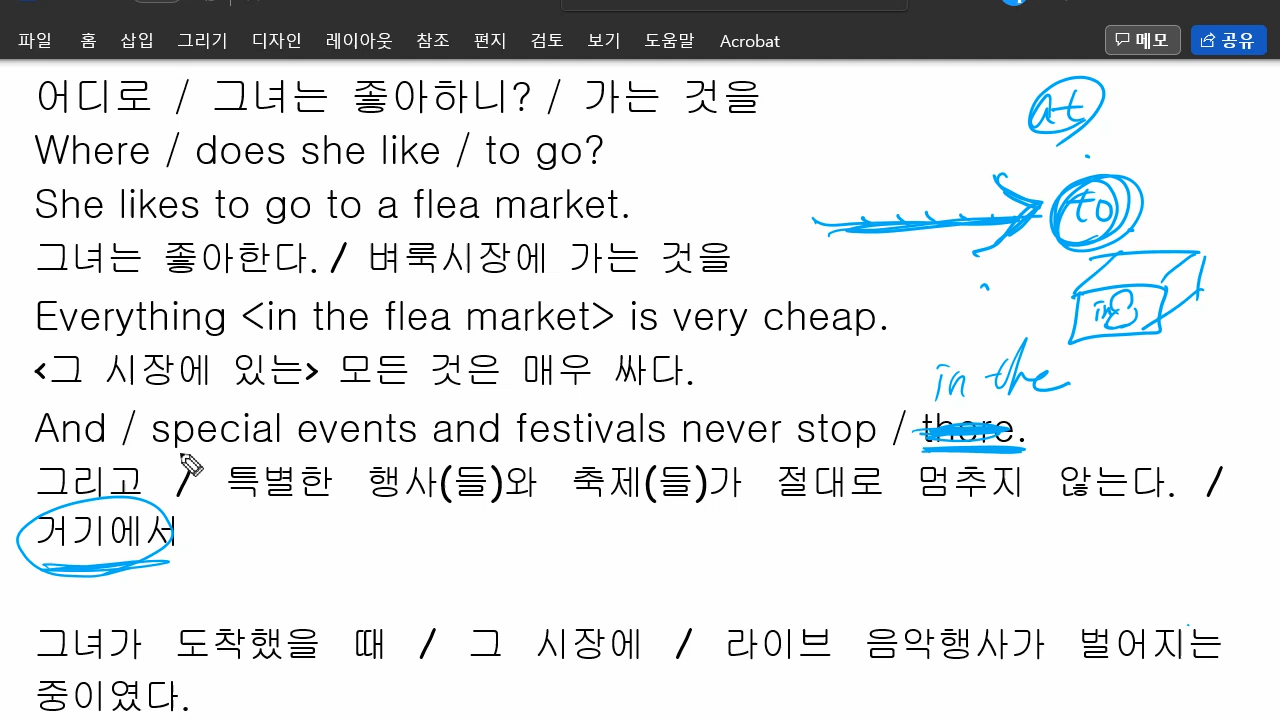 파일 홈 삽입 그리기 디자인 레이아웃 참조 편지 검토 보기 도움말 Acrobat 메모 공유
어디로 / 그녀는 좋아하니? / 가는 것을
at
Where / does she like / to go?
She likes to go to a flea market.
to
그녀는 좋아한다. / 벼룩시장에 가는 것을
Everything <in the flea market> is very cheap.
in
<그 시장에 있는> 모든 것은 매우 싸다.
in the
And / special events and festivals never stop / there.
그리고 / 특별한 행사(들)와 축제(들)가 절대로 멈추지 않는다. /
거기에서
그녀가 도착했을 때 / 그 시장에 / 라이브 음악행사가 벌어지는
중이였다.